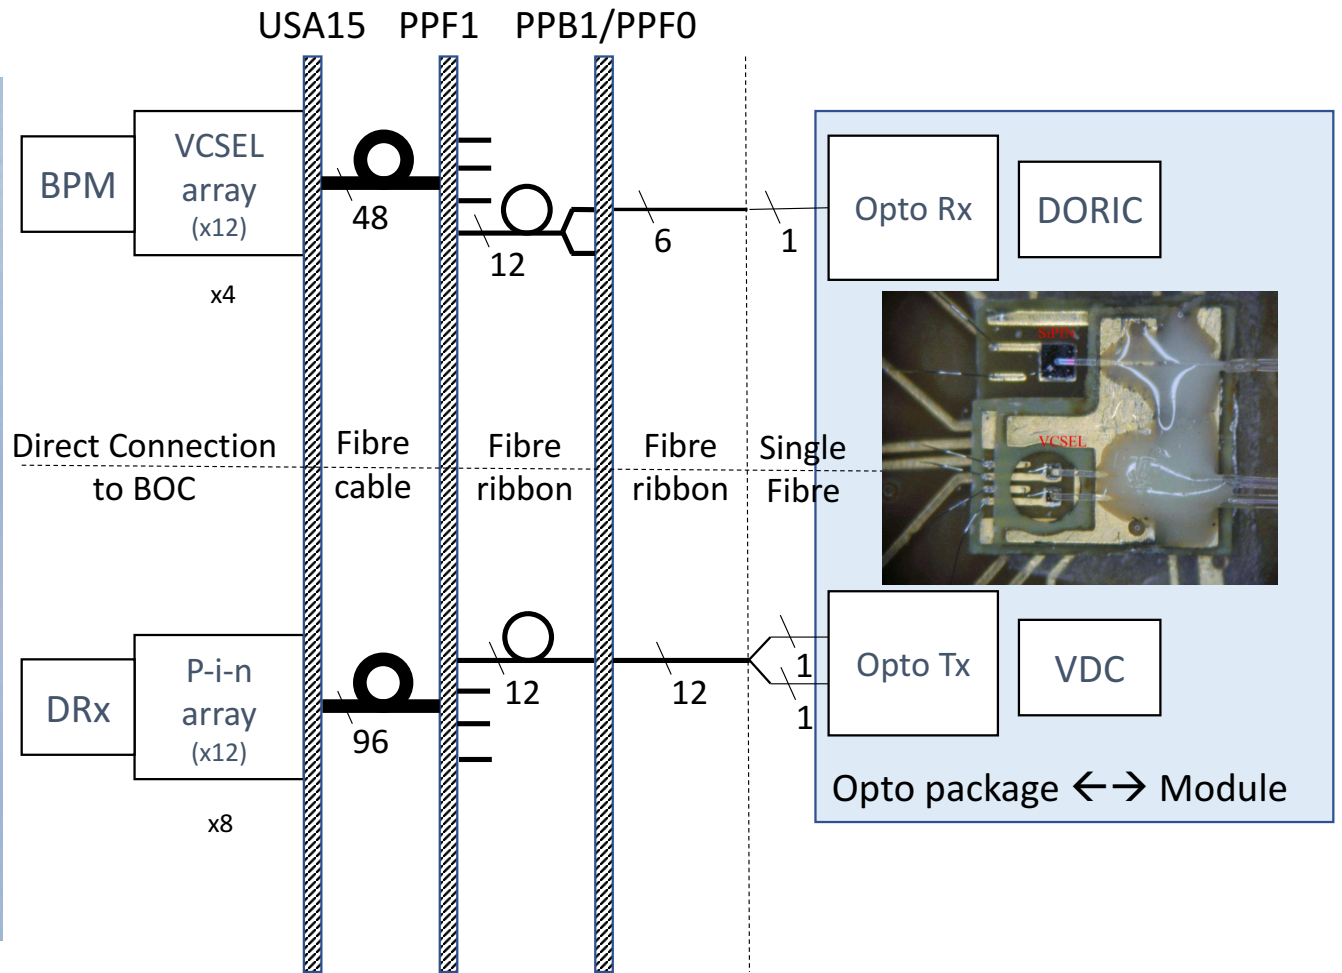 USA15 PPF1 PPB1/PPF0
BPM
VCSEL
array
(x12)
x4
48
12
6
1
Opto Rx
DORIC
SiPIN
VCSEL
Direct Connection
to BOC
Fibre
cable
Fibre
ribbon
Fibre
ribbon
Single
Fibre
DRx
P-i-n
array
(x12)
x8
96
12
12
1
1
Opto Tx
VDC
Opto package ←→ Module